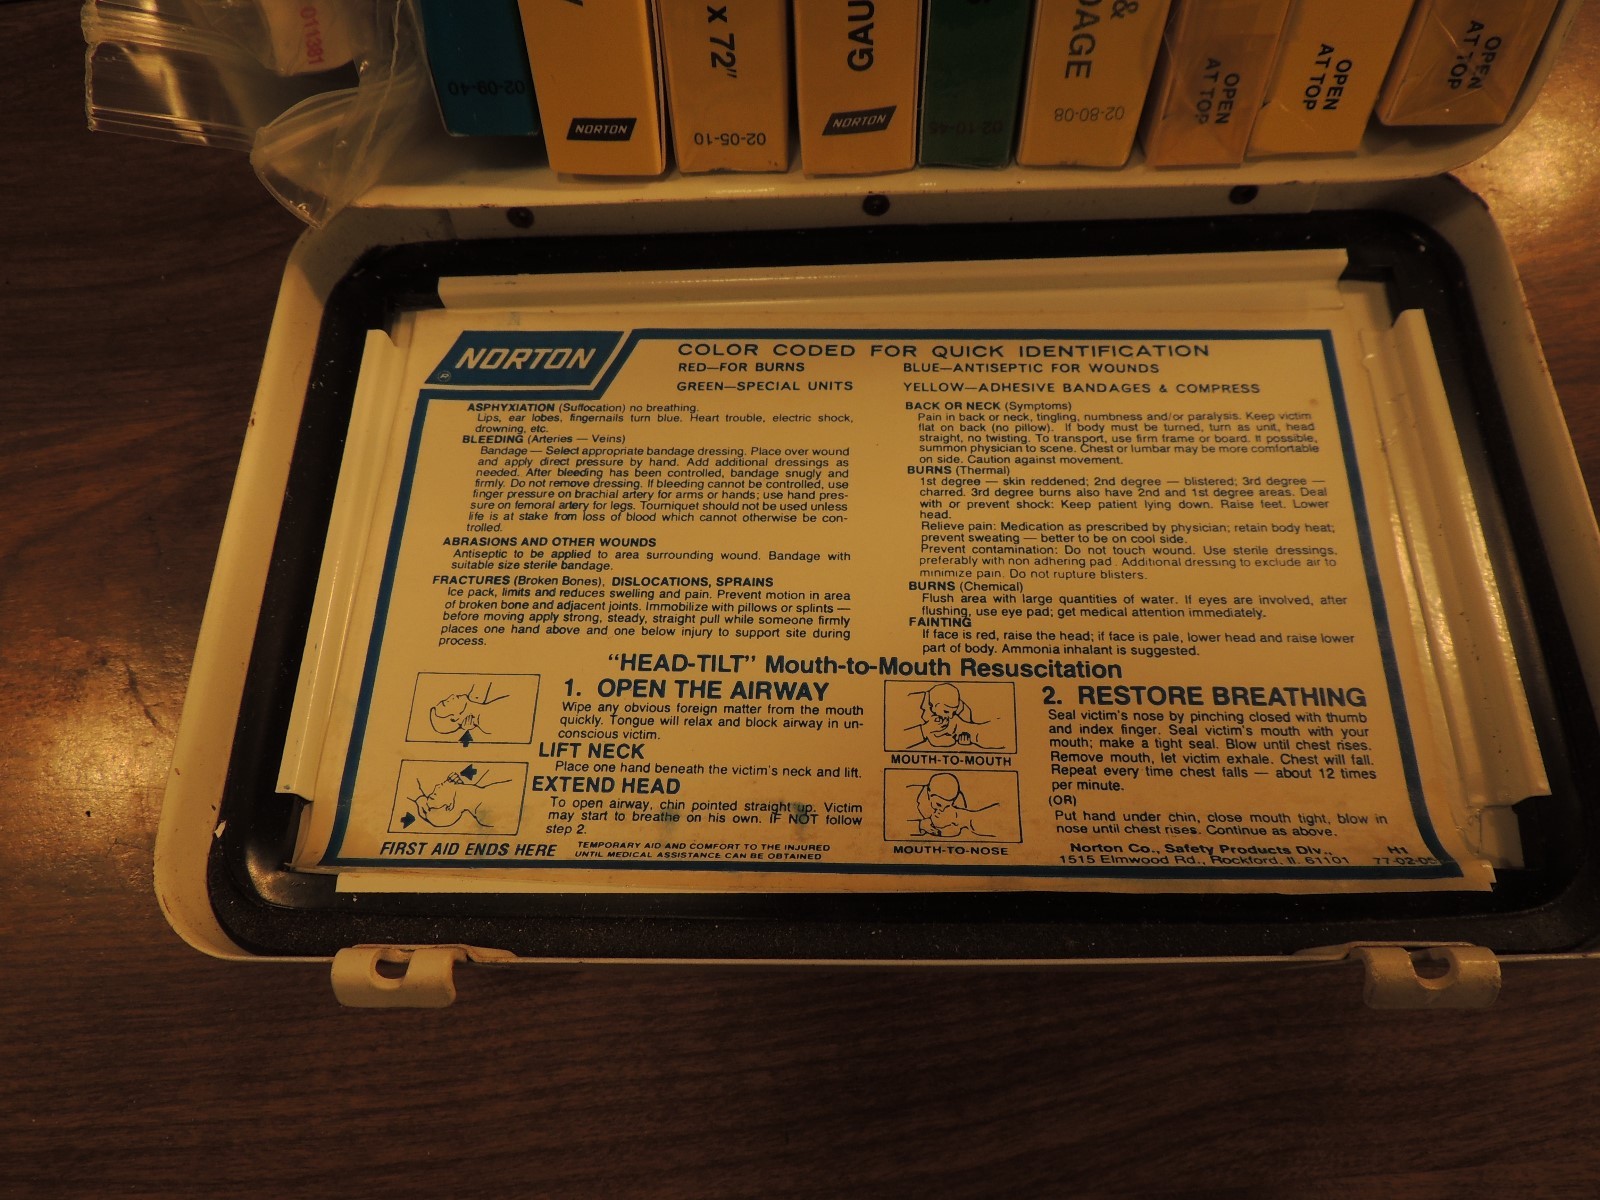 011381
02-09-40
NORTON
x 72"
02-05-10
GAU
NORTON
02-10-45
&
DAGE
02-80-08
OPEN
AT TOP
OPEN
AT TOP
OPEN
AT TOP
NORTON
®
COLOR CODED FOR QUICK IDENTIFICATION
RED—FOR BURNS
BLUE—ANTISEPTIC FOR WOUNDS
GREEN—SPECIAL UNITS
YELLOW—ADHESIVE BANDAGES & COMPRESS
ASPHYXIATION (Suffocation) no breathing.
Lips, ear lobes, fingernails turn blue. Heart trouble, electric shock,
drowning, etc.
BLEEDING (Arteries — Veins)
Bandage — Select appropriate bandage dressing. Place over wound
and apply direct pressure by hand. Add additional dressings as
needed. After bleeding has been controlled, bandage snugly and
firmly. Do not remove dressing. If bleeding cannot be controlled, use
finger pressure on brachial artery for arms or hands; use hand pres-
sure on femoral artery for legs. Tourniquet should not be used unless
life is at stake from loss of blood which cannot otherwise be con-
trolled.
ABRASIONS AND OTHER WOUNDS
Antiseptic to be applied to area surrounding wound. Bandage with
suitable size sterile bandage.
FRACTURES (Broken Bones), DISLOCATIONS, SPRAINS
Ice pack, limits and reduces swelling and pain. Prevent motion in area
of broken bone and adjacent joints. Immobilize with pillows or splints —
before moving apply strong, steady, straight pull while someone firmly
places one hand above and one below injury to support site during
process.
BACK OR NECK (Symptoms)
Pain in back or neck, tingling, numbness and/or paralysis. Keep victim
flat on back (no pillow). If body must be turned, turn as unit, head
straight, no twisting. To transport, use firm frame or board. If possible,
summon physician to scene. Chest or lumbar may be more comfortable
on side. Caution against movement.
BURNS (Thermal)
1st degree — skin reddened; 2nd degree — blistered; 3rd degree —
charred. 3rd degree burns also have 2nd and 1st degree areas. Deal
with or prevent shock: Keep patient lying down. Raise feet. Lower
head.
Relieve pain: Medication as prescribed by physician; retain body heat;
prevent sweating — better to be on cool side.
Prevent contamination: Do not touch wound. Use sterile dressings,
preferably with non adhering pad. Additional dressing to exclude air to
minimize pain. Do not rupture blisters.
BURNS (Chemical)
Flush area with large quantities of water. If eyes are involved, after
flushing, use eye pad; get medical attention immediately.
FAINTING
If face is red, raise the head; if face is pale, lower head and raise lower
part of body. Ammonia inhalant is suggested.
"HEAD-TILT" Mouth-to-Mouth Resuscitation
1. OPEN THE AIRWAY
Wipe any obvious foreign matter from the mouth
quickly. Tongue will relax and block airway in un-
conscious victim.
LIFT NECK
Place one hand beneath the victim's neck and lift.
EXTEND HEAD
To open airway, chin pointed straight up. Victim
may start to breathe on his own. IF NOT follow
step 2.
FIRST AID ENDS HERE
TEMPORARY AID AND COMFORT TO THE INJURED
UNTIL MEDICAL ASSISTANCE CAN BE OBTAINED
MOUTH-TO-MOUTH
MOUTH-TO-NOSE
2. RESTORE BREATHING
Seal victim's nose by pinching closed with thumb
and index finger. Seal victim's mouth with your
mouth; make a tight seal. Blow until chest rises.
Remove mouth, let victim exhale. Chest will fall.
Repeat every time chest falls — about 12 times
per minute.
(OR)
Put hand under chin, close mouth tight, blow in
nose until chest rises. Continue as above.
Norton Co., Safety Products Div., H1
1515 Elmwood Rd., Rockford, Il. 61101 77-02-05